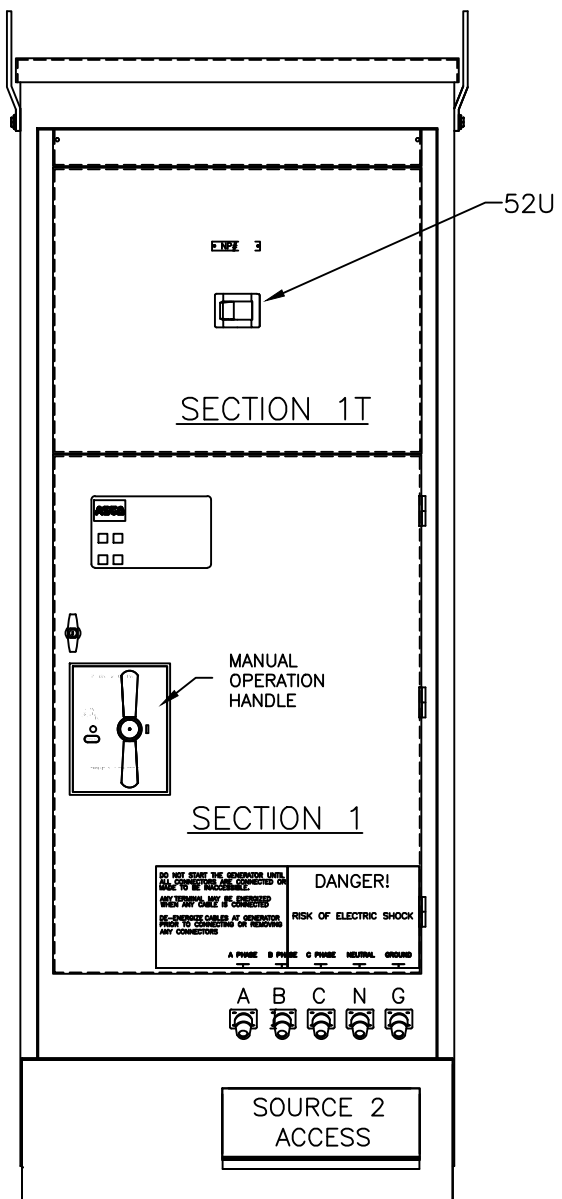 52U
NP#
SECTION 1T
MANUAL
OPERATION
HANDLE
SECTION 1
DO NOT START THE GENERATOR UNTIL
ALL CONNECTORS ARE CONNECTED OR
MADE TO BE INACCESSIBLE.
ANY TERMINAL MAY BE ENERGIZED
WHEN ANY CABLE IS CONNECTED
DE-ENERGIZE CABLES AT GENERATOR
PRIOR TO CONNECTING OR REMOVING
ANY CONNECTORS
DANGER!
RISK OF ELECTRIC SHOCK
A PHASE B PHASE C PHASE NEUTRAL GROUND
A B C N G
SOURCE 2
ACCESS